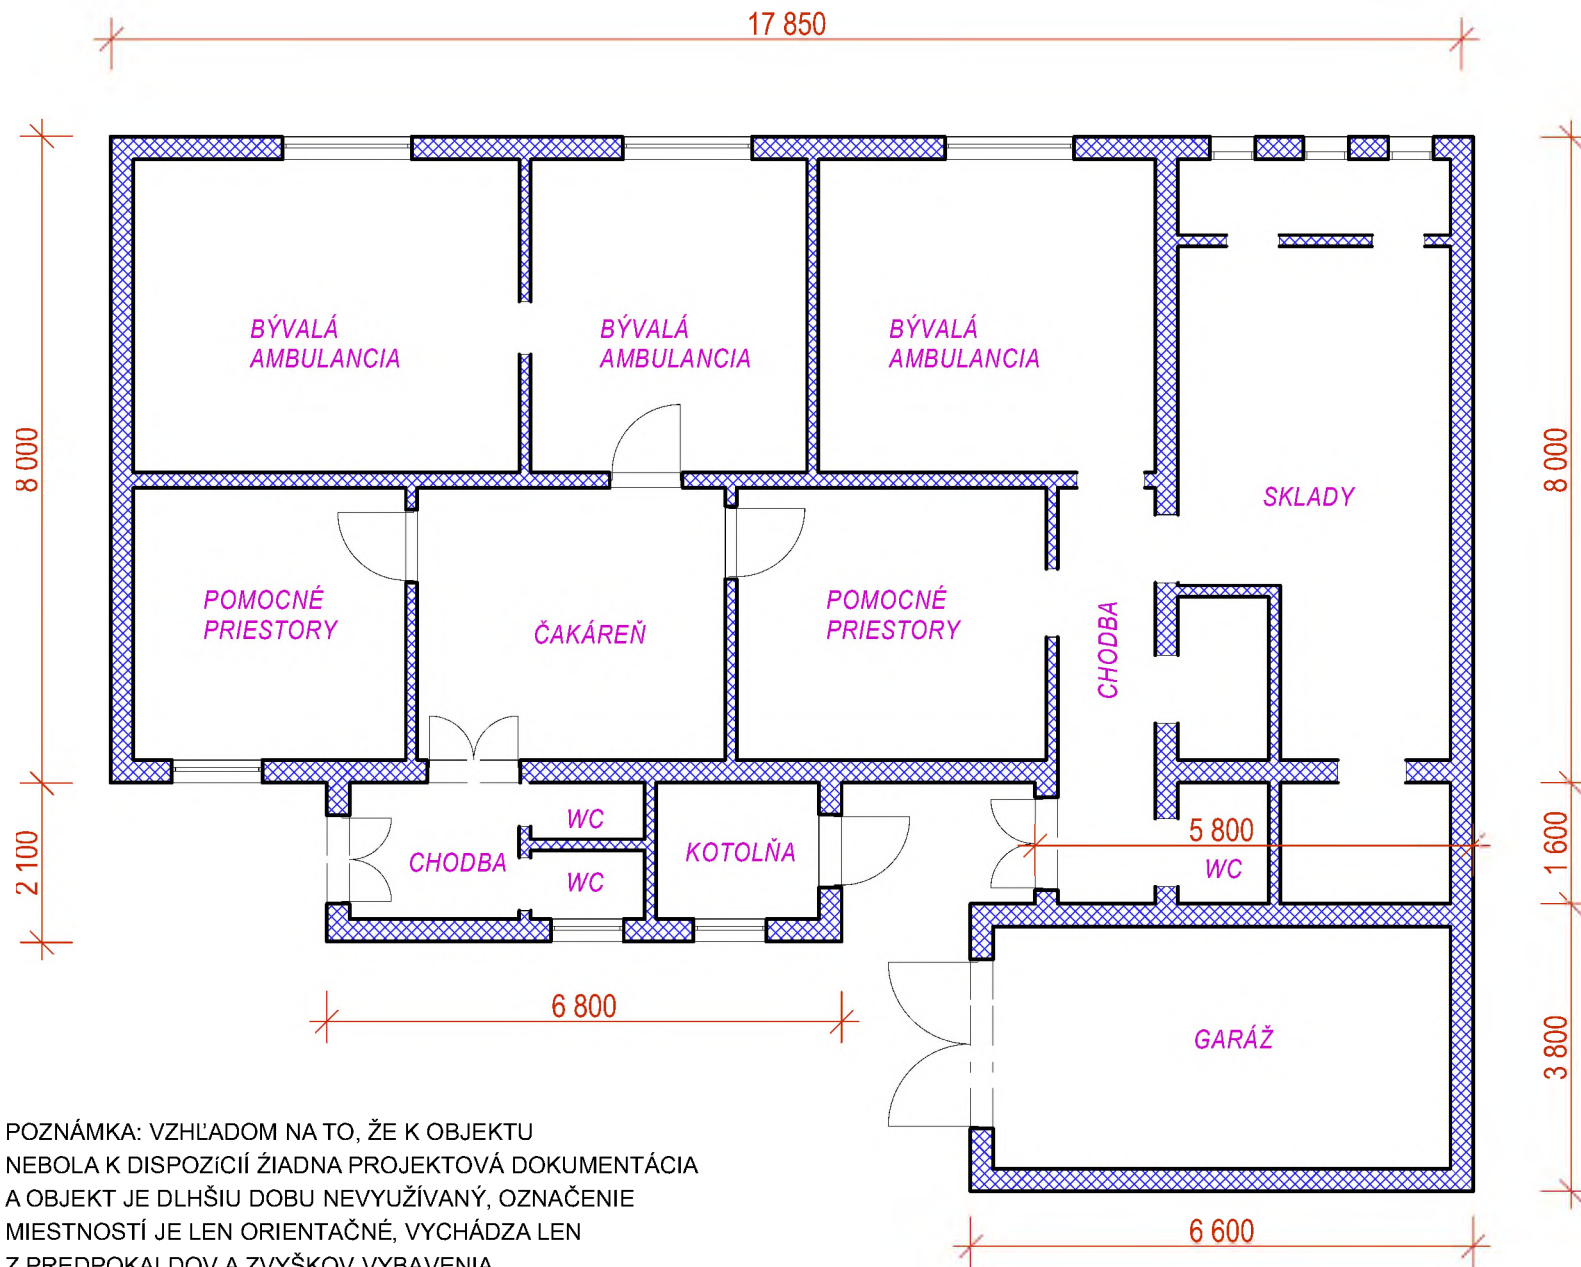 17 850
BÝVALÁ
AMBULANCIA
BÝVALÁ
AMBULANCIA
BÝVALÁ
AMBULANCIA
8 000
8 000
SKLADY
POMOCNÉ
PRIESTORY
ČAKÁREŇ
POMOCNÉ
PRIESTORY
CHODBA
2 100
CHODBA
WC
WC
KOTOLŇA
5 800
WC
1 600
6 800
GARÁŽ
3 800
6 600
POZNÁMKA: VZHĽADOM NA TO, ŽE K OBJEKTU
NEBOLA K DISPOZíCIÍ ŽIADNA PROJEKTOVÁ DOKUMENTÁCIA
A OBJEKT JE DLHŠIU DOBU NEVYUŽÍVANÝ, OZNAČENIE
MIESTNOSTÍ JE LEN ORIENTAČNÉ, VYCHÁDZA LEN
Z PREDPOKALDOV A ZVYŠKOV VYBAVENIA